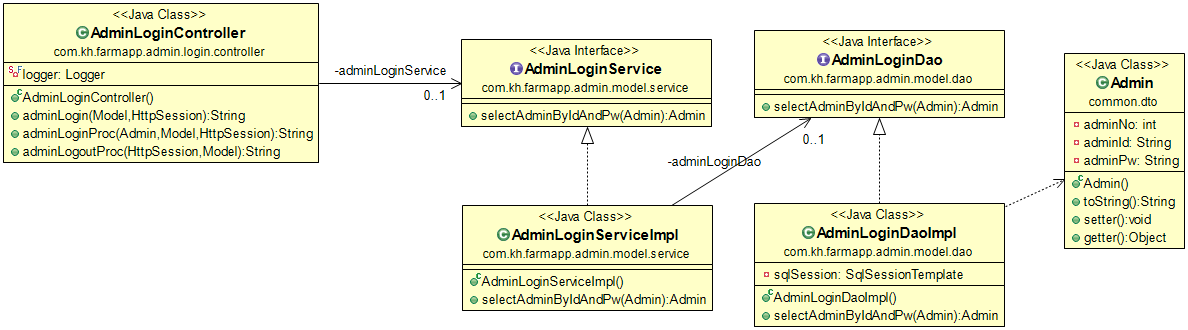 <<Java Class>>
AdminLoginController
com.kh.farmapp.admin.login.controller
logger: Logger
AdminLoginController()
adminLogin(Model,HttpSession):String
adminLoginProc(Admin,Model,HttpSession):String
adminLogoutProc(HttpSession,Model):String
-adminLoginService
0..1
<<Java Interface>>
AdminLoginService
com.kh.farmapp.admin.model.service
selectAdminByIdAndPw(Admin):Admin
<<Java Interface>>
AdminLoginDao
com.kh.farmapp.admin.model.dao
selectAdminByIdAndPw(Admin):Admin
0..1
-adminLoginDao
<<Java Class>>
Admin
common.dto
adminNo: int
adminId: String
adminPw: String
Admin()
toString():String
setter():void
getter():Object
<<Java Class>>
AdminLoginServiceImpl
com.kh.farmapp.admin.model.service
AdminLoginServiceImpl()
selectAdminByIdAndPw(Admin):Admin
<<Java Class>>
AdminLoginDaoImpl
com.kh.farmapp.admin.model.dao
sqlSession: SqlSessionTemplate
AdminLoginDaoImpl()
selectAdminByIdAndPw(Admin):Admin